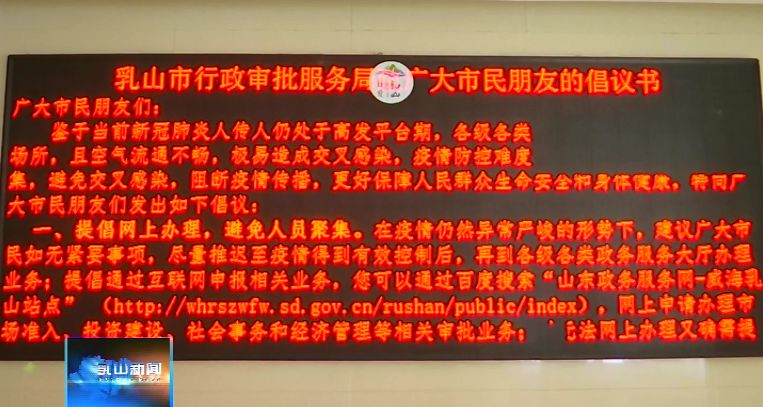 乳山市行政审批服务局 广大市民朋友的倡议书
广大市民朋友们：
鉴于当前新冠肺炎人传人仍处于高发平台期，各级各类
场所，且空气流通不畅，极易造成交叉感染，疫情防控难度
集，避免交叉感染，阻断疫情传播，更好保障人民群众生命安全和身体健康，特向广
大市民朋友们发出如下倡议：
一、提倡网上办理，避免人员聚集。在疫情仍然异常严峻的形势下，建议广大市
民如无紧要事项，尽量推迟至疫情得到有效控制后，再到各级各类政务服务大厅办理
业务；提倡通过互联网申报相关业务，您可以通过百度搜索“山东政务服务网-威海乳
山站点”（http://whrszwfw.sd.gov.cn/rushan/public/index），网上申请办理市
场准入、投资建设、社会事务和经济管理等相关审批业务； 法网上办理又确需提
乳山新闻